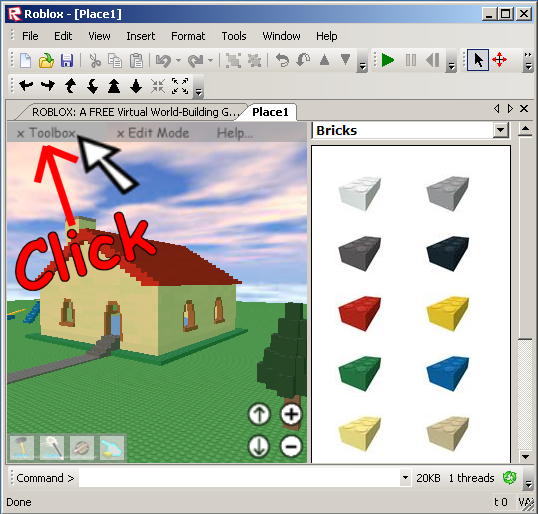 Roblox - [Place1]
File Edit View Insert Format Tools Window Help
ROBLOX: A FREE Virtual World-Building G... Place1
x Toolbox x Edit Mode Help...
Bricks
Click
Command > 20KB 1 threads
Done t 0 VA